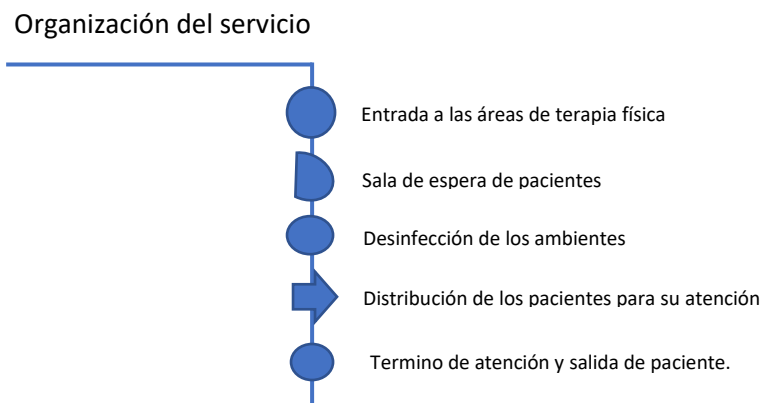 Organización del servicio
Entrada a las áreas de terapia física
Sala de espera de pacientes
Desinfección de los ambientes
Distribución de los pacientes para su atención
Termino de atención y salida de paciente.